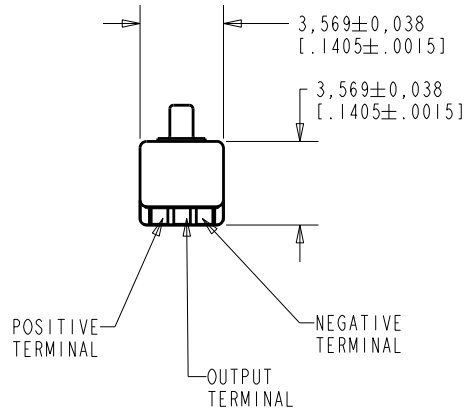 3,569±0,038
[.1405±.0015]
3,569±0,038
[.1405±.0015]
POSITIVE
TERMINAL
NEGATIVE
TERMINAL
OUTPUT
TERMINAL